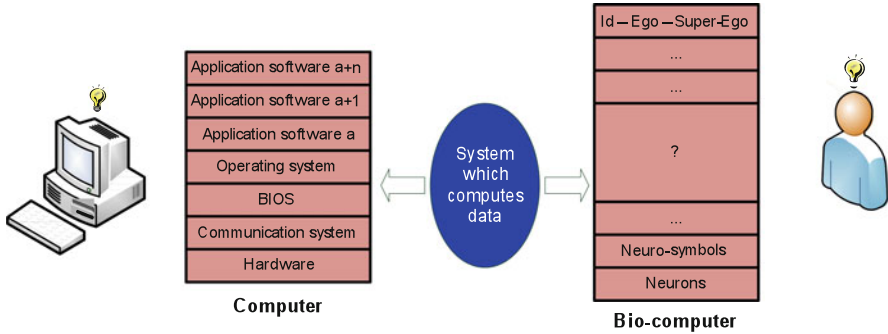 Application software a+n
Application software a+1
Application software a
Operating system
BIOS
Communication system
Hardware
Computer
System
which
computes
data
Id – Ego – Super-Ego
...
...
?
...
Neuro-symbols
Neurons
Bio-computer